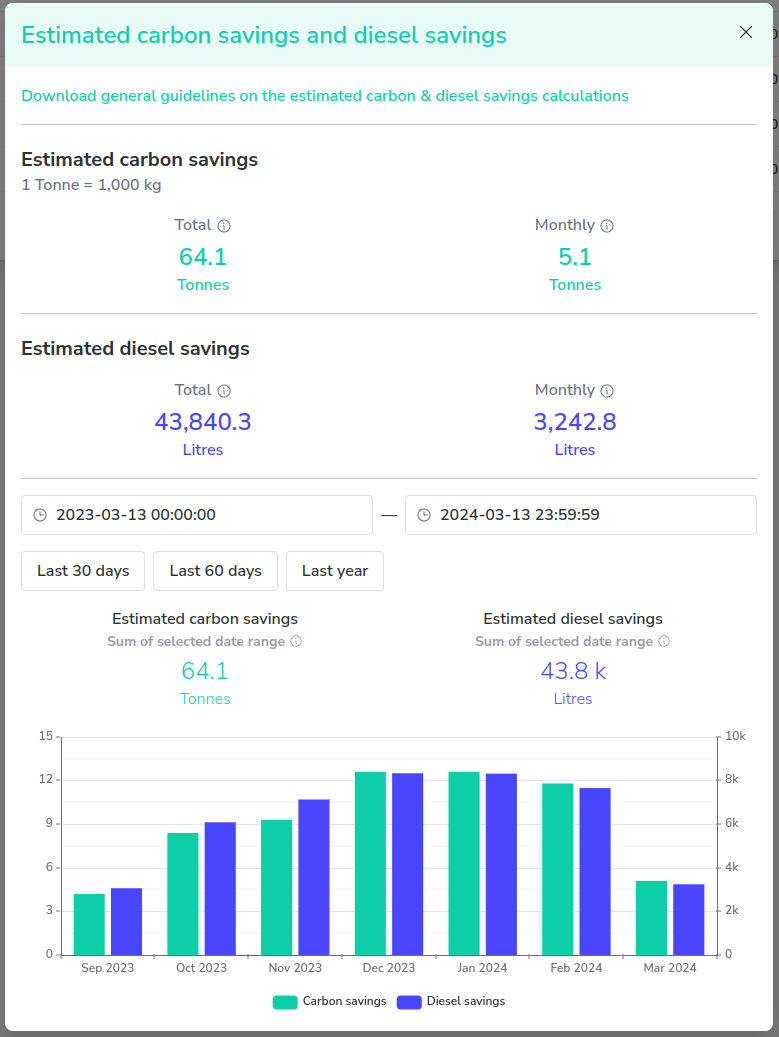 Estimated carbon savings and diesel savings
Download general guidelines on the estimated carbon & diesel savings calculations
Estimated carbon savings
1 Tonne = 1,000 kg
Total Monthly
64.1 5.1
Tonnes Tonnes
Estimated diesel savings
Total Monthly
43,840.3 3,242.8
Litres Litres
2023-03-13 00:00:00 — 2024-03-13 23:59:59
Last 30 days Last 60 days Last year
Estimated carbon savings Estimated diesel savings
Sum of selected date range Sum of selected date range
64.1 43.8 k
Tonnes Litres
15 10k
12 8k
9 6k
6 4k
3 2k
0 0
Sep 2023 Oct 2023 Nov 2023 Dec 2023 Jan 2024 Feb 2024 Mar 2024
Carbon savings Diesel savings